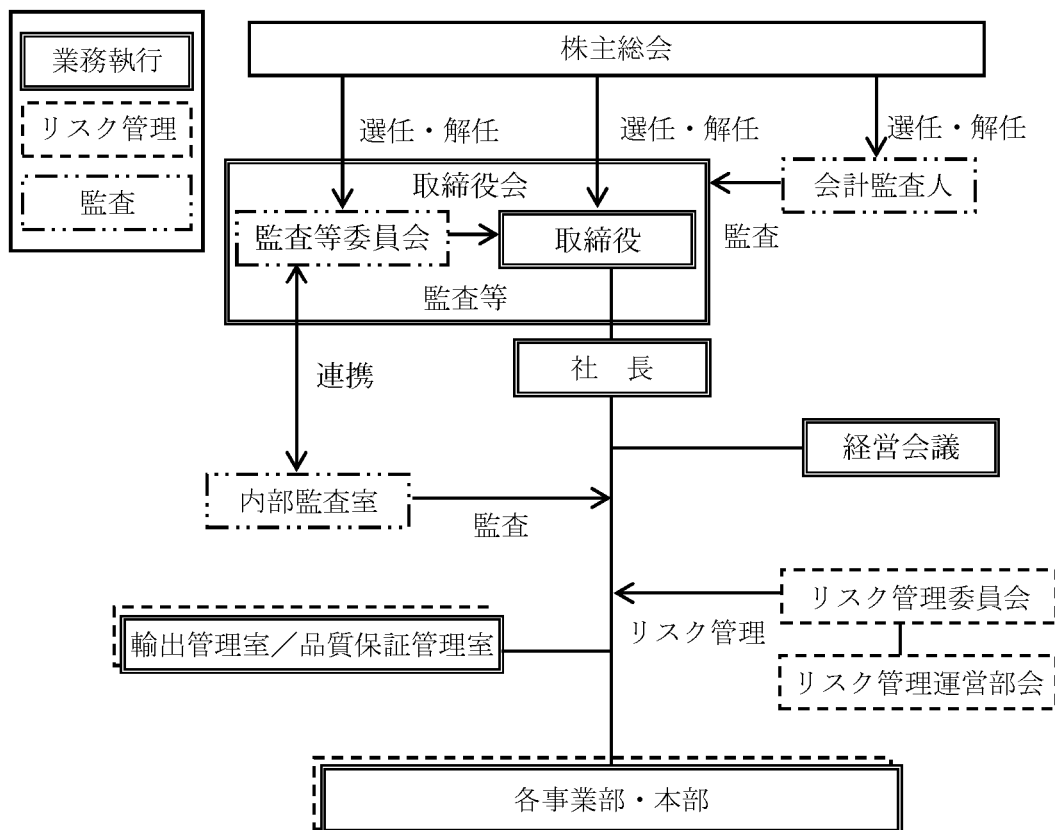 業務執行
リスク管理
監査
株主総会
選任・解任
選任・解任
選任・解任
取締役会
会計監査人
監査等委員会
取締役
監査
監査等
社　長
連携
経営会議
内部監査室
監査
リスク管理委員会
リスク管理
輸出管理室／品質保証管理室
リスク管理運営部会
各事業部・本部